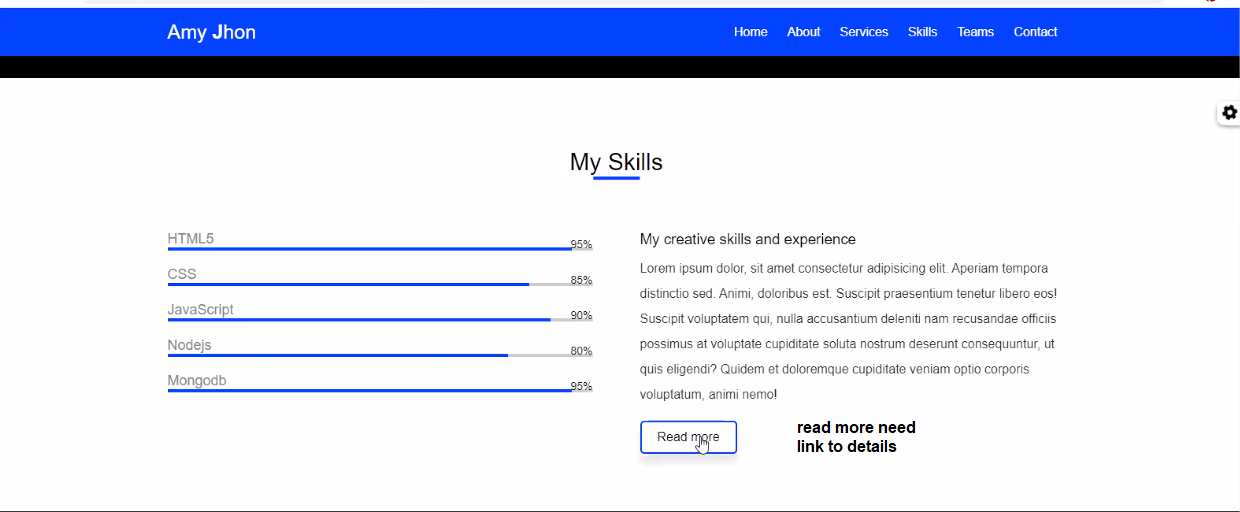 Amy Jhon
Home About Services Skills Teams Contact
My Skills
HTML5
95%
CSS
85%
JavaScript
90%
Nodejs
80%
Mongodb
95%
My creative skills and experience
Lorem ipsum dolor, sit amet consectetur adipisicing elit. Aperiam tempora
distinctio sed. Animi, doloribus est. Suscipit praesentium tenetur libero eos!
Suscipit voluptatem qui, nulla accusantium deleniti nam recusandae officiis
possimus at voluptate cupiditate soluta nostrum deserunt consequuntur, ut
quis eligendi? Quidem et doloremque cupiditate veniam optio corporis
voluptatum, animi nemo!
Read more
read more need
link to details